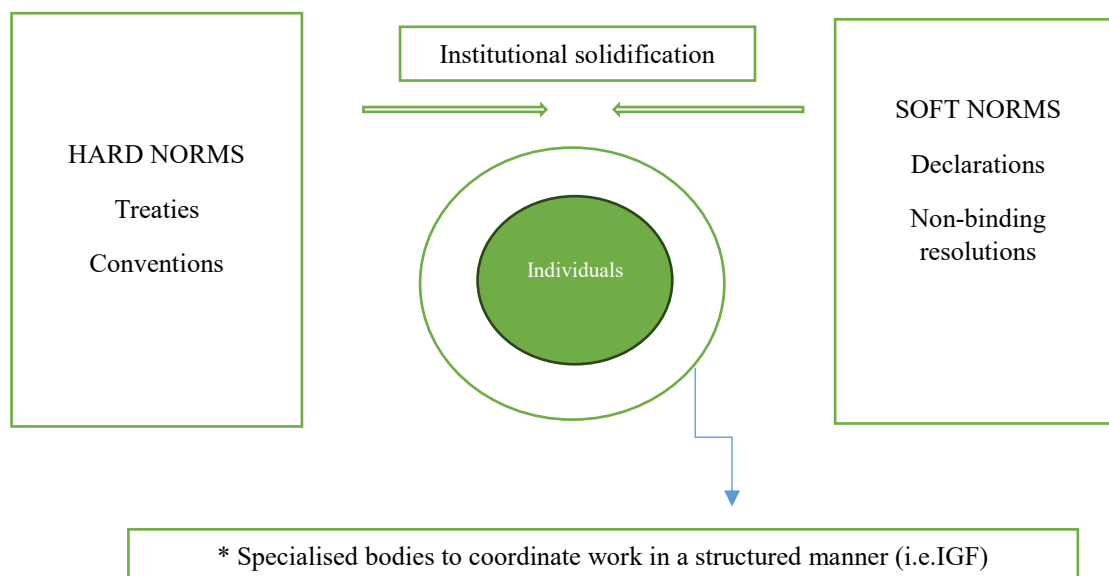 Institutional solidification
HARD NORMS
Treaties
Conventions
SOFT NORMS
Declarations
Non-binding
resolutions
Individuals
* Specialised bodies to coordinate work in a structured manner (i.e.IGF)